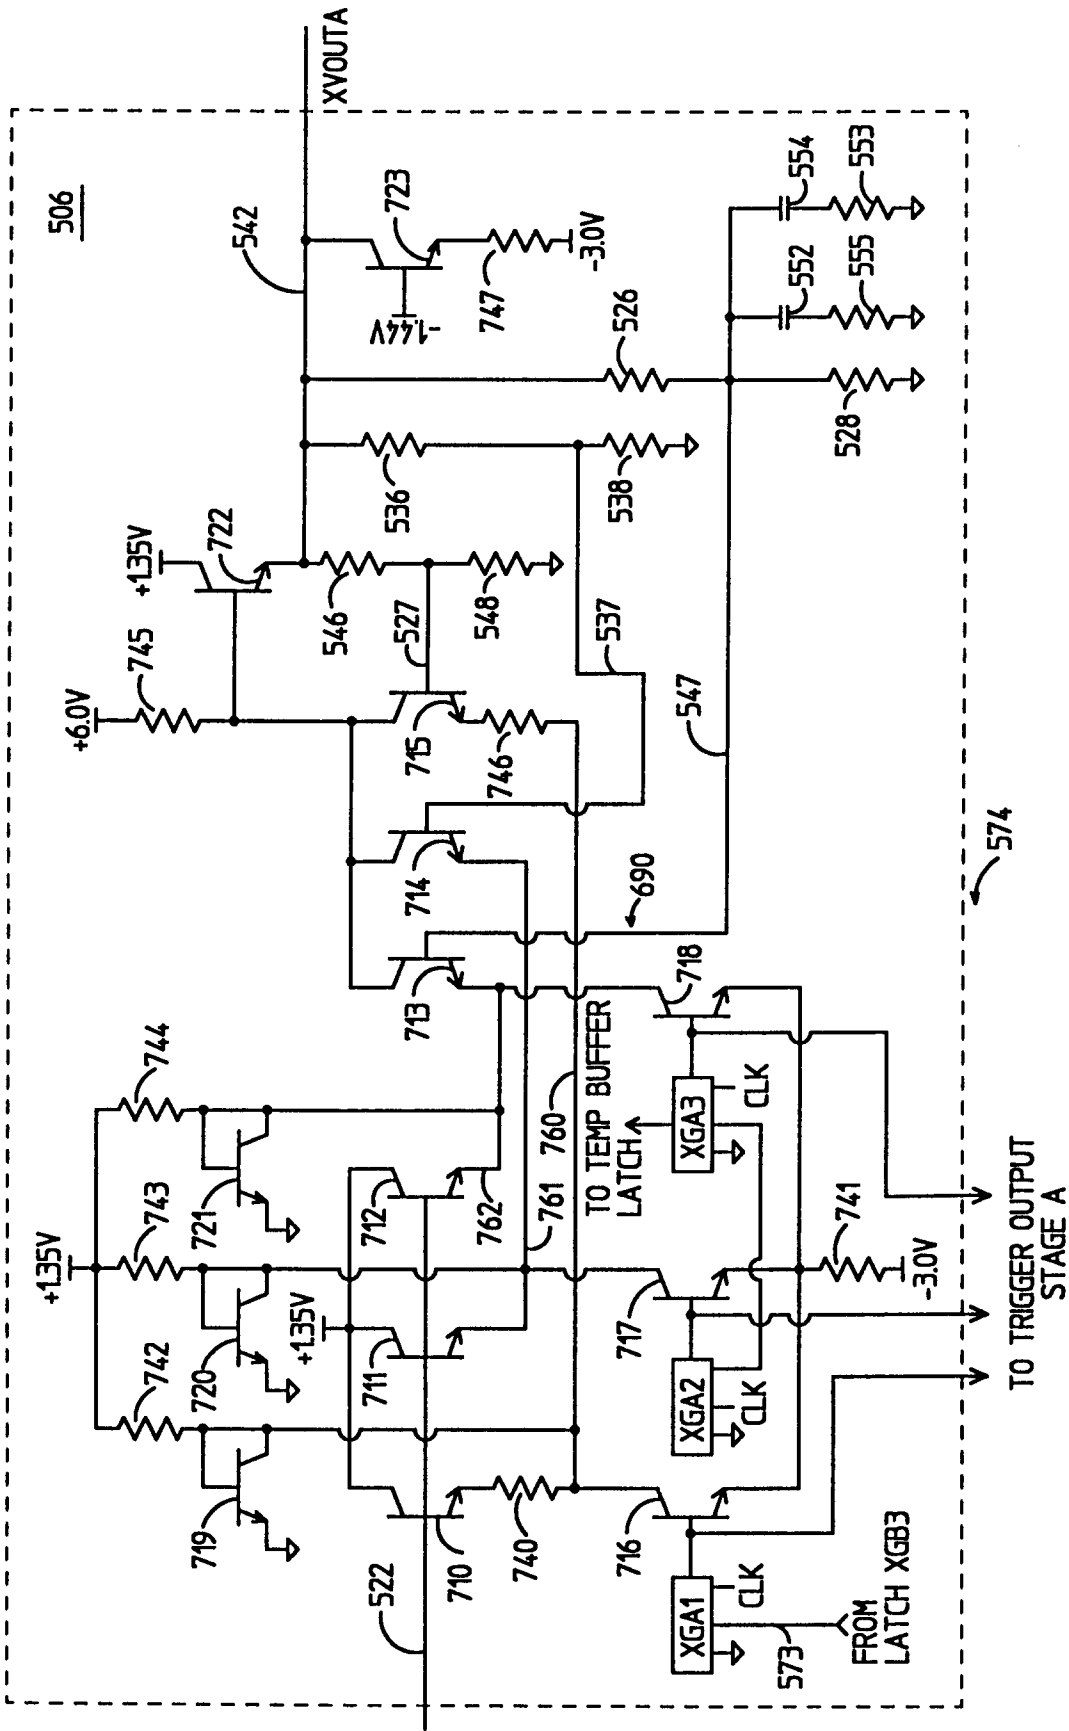 506
542
XVOUTA
+6.0V
745
+1.35V
722
723
-1.44V
747
-3.0V
546
548
527
536
538
526
528
552
555
554
553
537
547
715
746
714
713
690
718
574
+1.35V
744
743
742
721
720
719
+1.35V
712
711
710
762
761
760
740
522
TO TEMP BUFFER
LATCH
XGA3
CLK
717
XGA2
CLK
741
-3.0V
716
XGA1
CLK
573
FROM
LATCH XGB3
TO TRIGGER OUTPUT
STAGE A